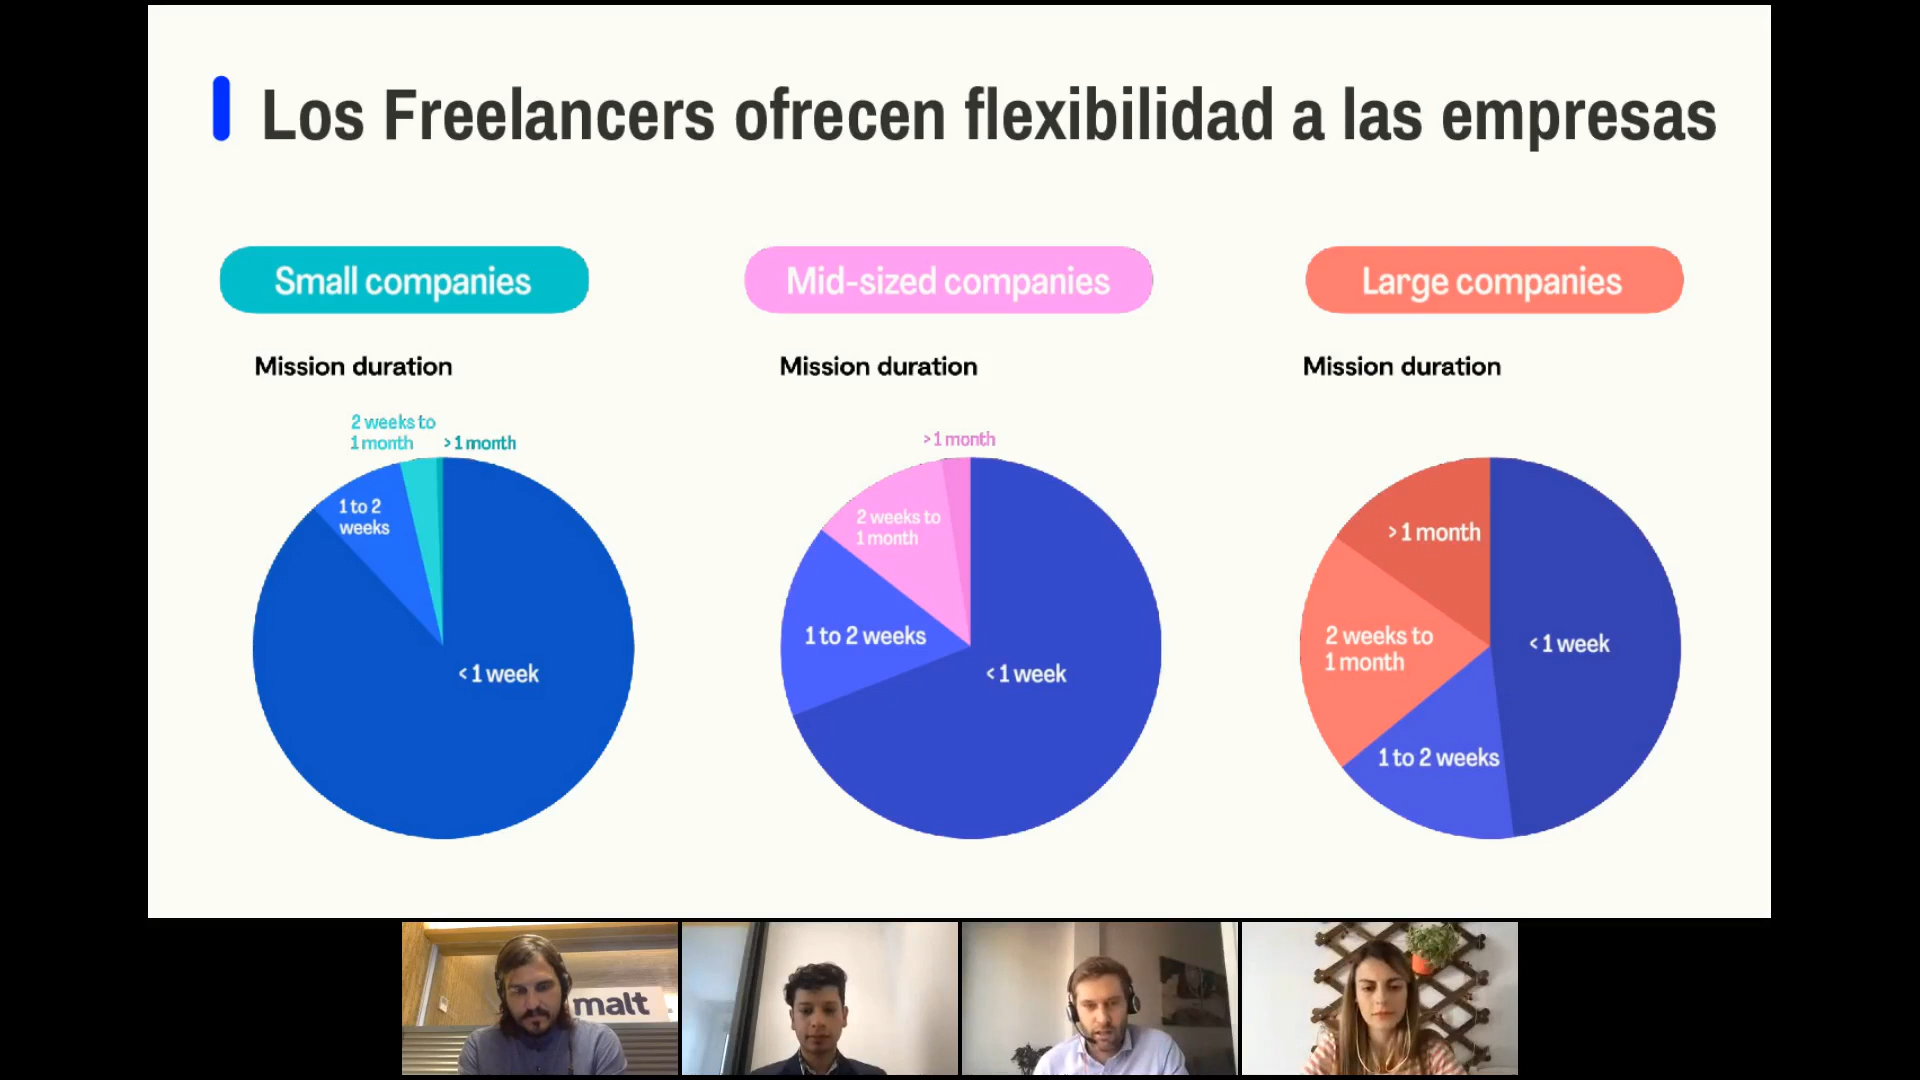 Los Freelancers ofrecen flexibilidad a las empresas
Small companies
Mission duration
2 weeks to
1 month
> 1 month
1 to 2
weeks
< 1 week
Mid-sized companies
Mission duration
> 1 month
2 weeks to
1 month
1 to 2 weeks
< 1 week
Large companies
Mission duration
> 1 month
2 weeks to
1 month
< 1 week
1 to 2 weeks
malt